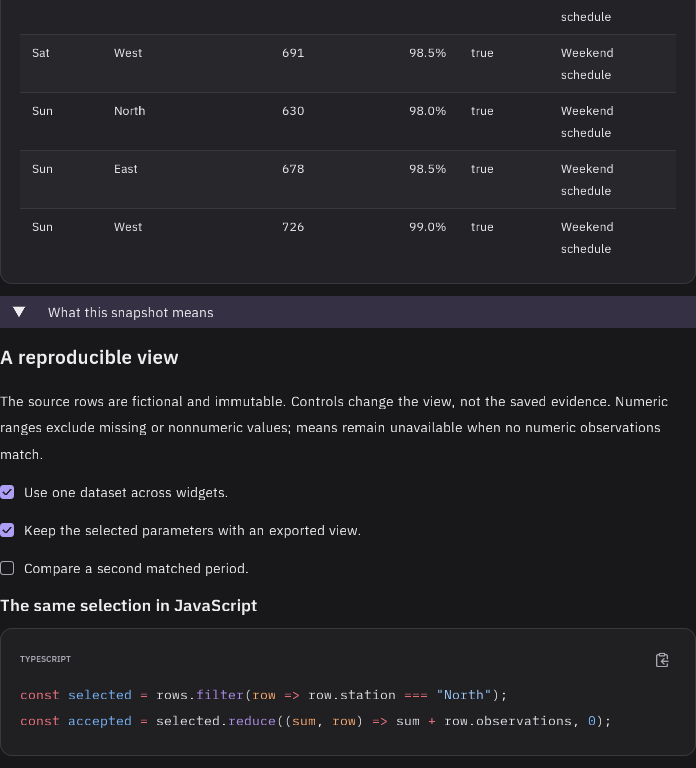 schedule
Sat West 691 98.5% true Weekend
schedule
Sun North 630 98.0% true Weekend
schedule
Sun East 678 98.5% true Weekend
schedule
Sun West 726 99.0% true Weekend
schedule
What this snapshot means
A reproducible view
The source rows are fictional and immutable. Controls change the view, not the saved evidence. Numeric
ranges exclude missing or nonnumeric values; means remain unavailable when no numeric observations
match.
Use one dataset across widgets.
Keep the selected parameters with an exported view.
Compare a second matched period.
The same selection in JavaScript
TYPESCRIPT
const selected = rows.filter(row => row.station === "North");
const accepted = selected.reduce((sum, row) => sum + row.observations, 0);